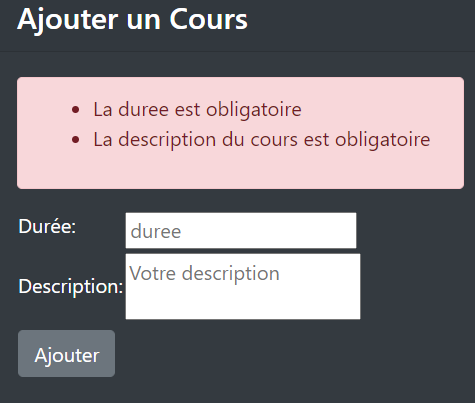 Ajouter un Cours
La duree est obligatoire
La description du cours est obligatoire
Durée: duree
Description: Votre description
Ajouter